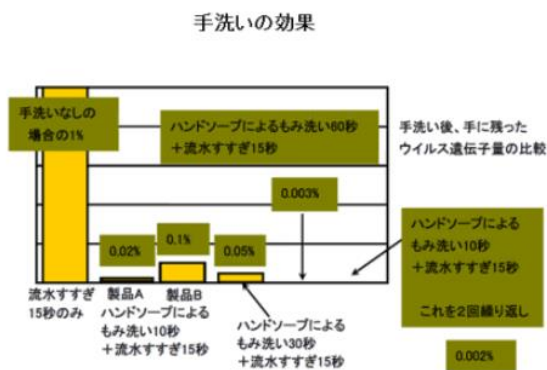 手洗いの効果
手洗いなしの
場合の1%
ハンドソープによるもみ洗い60秒
+流水すすぎ15秒
手洗い後、手に残った
ウイルス遺伝子量の比較
0.003%
0.02%
0.1%
0.05%
ハンドソープによる
もみ洗い10秒
+流水すすぎ15秒
これを2回繰り返し
流水すすぎ
15秒のみ
製品A 製品B
ハンドソープによる
もみ洗い10秒
+流水すすぎ15秒
ハンドソープによる
もみ洗い30秒
+流水すすぎ15秒
0.002%